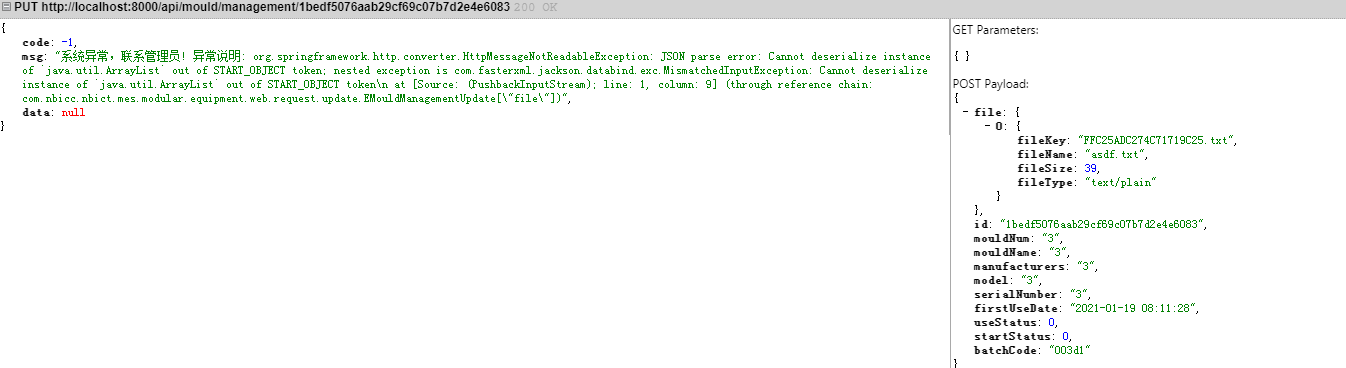 PUT http://localhost:8000/api/mould/management/1bedf5076aab29cf69c07b7d2e4e6083 200 OK
{
code: -1,
msg: "系统异常，联系管理员! 异常说明: org.springframework.http.converter.HttpMessageNotReadableException: JSON parse error: Cannot deserialize instance
of `java.util.ArrayList` out of START_OBJECT token; nested exception is com.fasterxml.jackson.databind.exc.MismatchedInputException: Cannot deserialize
instance of `java.util.ArrayList` out of START_OBJECT token\n at [Source: (PushbackInputStream); line: 1, column: 9] (through reference chain:
com.nbicc.nbict.mes.modular.equipment.web.request.update.EMouldManagementUpdate[\"file\"])",
data: null
}
GET Parameters:
{ }
POST Payload:
{
- file: {
- 0: {
fileKey: "FFC25ADC274C71719C25.txt",
fileName: "asdf.txt",
fileSize: 39,
fileType: "text/plain"
}
},
id: "1bedf5076aab29cf69c07b7d2e4e6083",
mouldNum: "3",
mouldName: "3",
manufacturers: "3",
model: "3",
serialNumber: "3",
firstUseDate: "2021-01-19 08:11:28",
useStatus: 0,
startStatus: 0,
batchCode: "003d1"
}